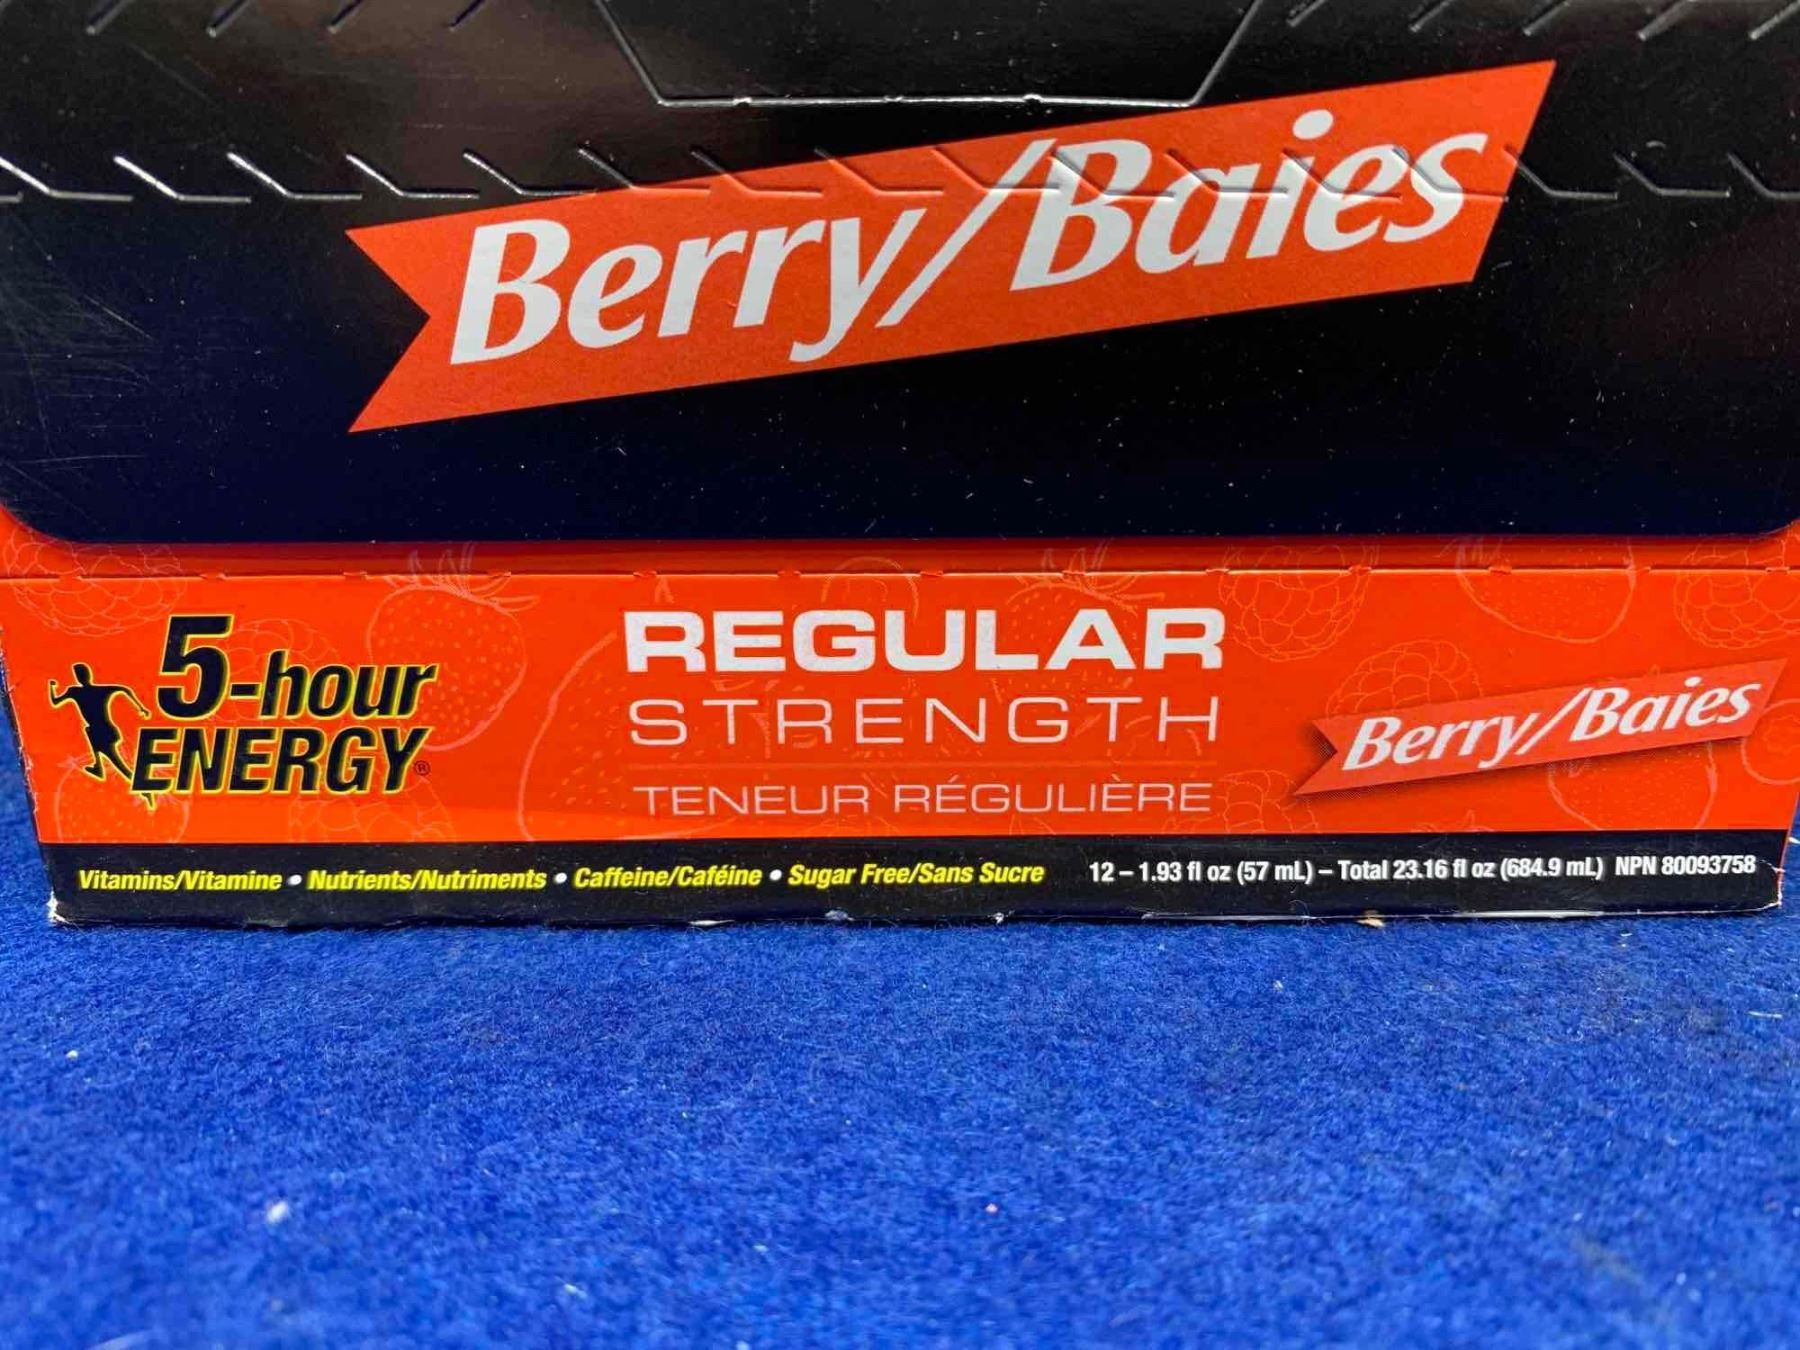 Berry/Baies
5-hour
ENERGY®
REGULAR
STRENGTH
TENEUR RÉGULIÈRE
Berry/Baies
Vitamins/Vitamine • Nutrients/Nutriments • Caffeine/Caféine • Sugar Free/Sans Sucre 12 – 1.93 fl oz (57 mL) – Total 23.16 fl oz (684.9 mL) NPN 80093758